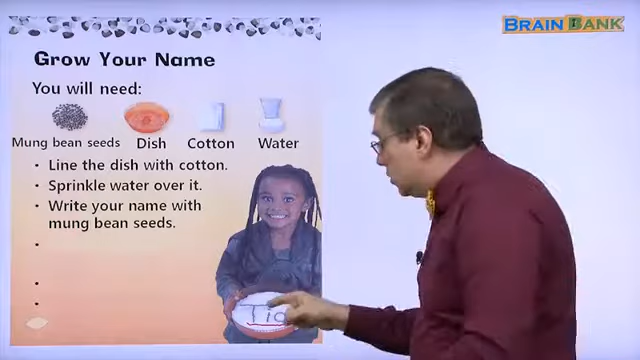 BRAIN BANK
Grow Your Name
You will need:
Mung bean seeds Dish Cotton Water
• Line the dish with cotton.
• Sprinkle water over it.
• Write your name with
mung bean seeds.
Tia